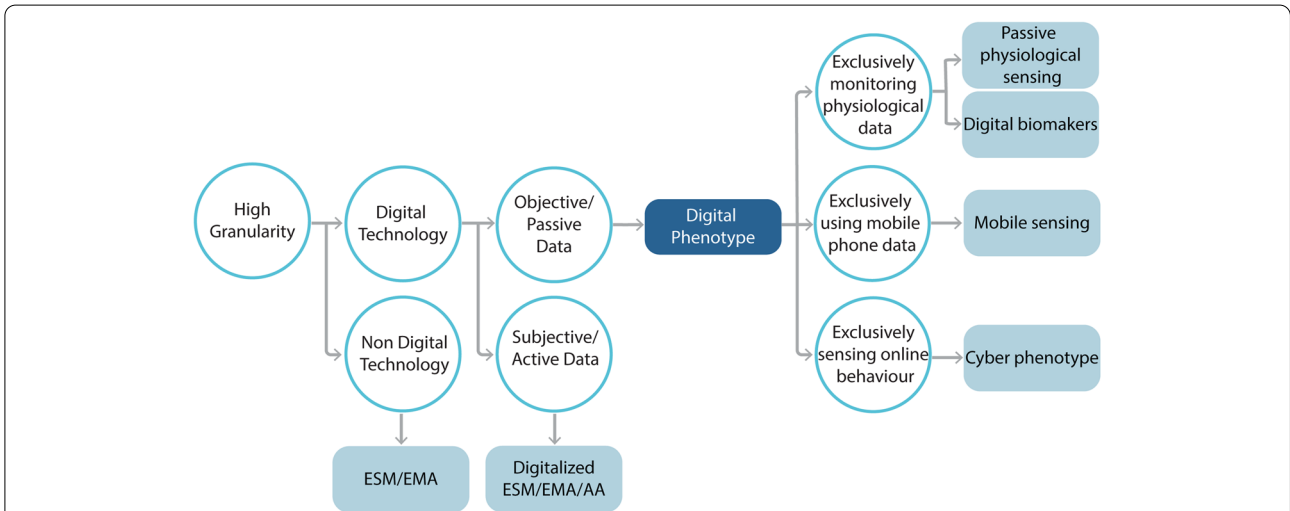 High
Granularity
Digital
Technology
Non Digital
Technology
ESM/EMA
Objective/
Passive
Data
Subjective/
Active Data
Digitalized
ESM/EMA/AA
Digital
Phenotype
Exclusively
monitoring
physiological
data
Passive
physiological
sensing
Digital biomakers
Exclusively
using mobile
phone data
Mobile sensing
Exclusively
sensing online
behaviour
Cyber phenotype